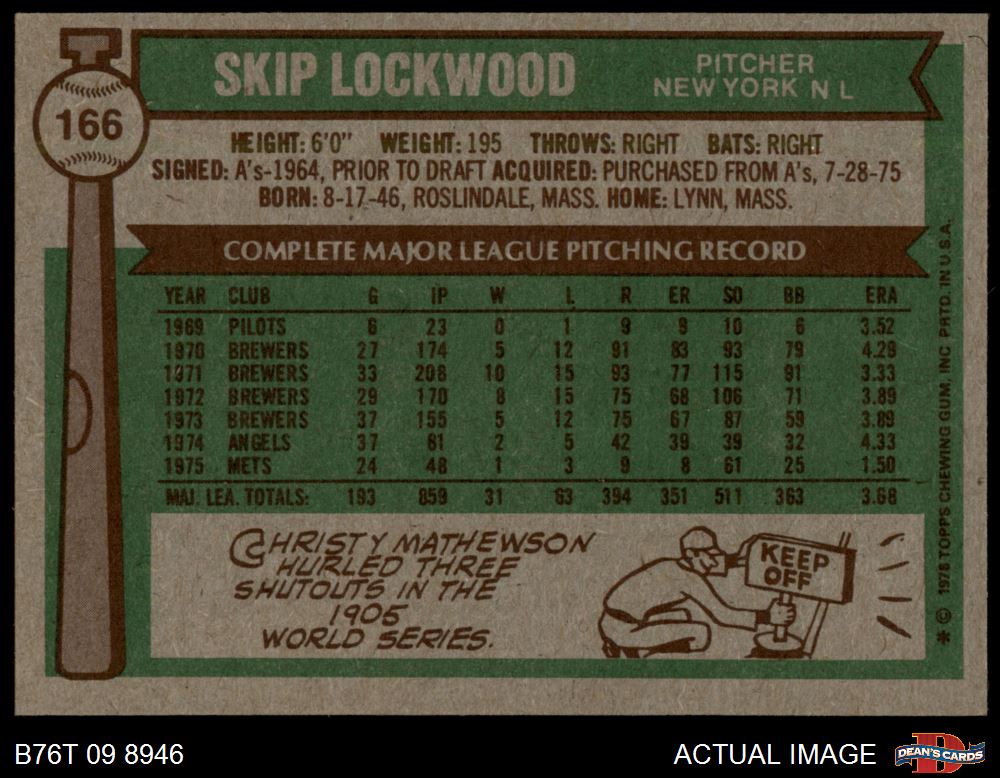 SKIP LOCKWOOD
PITCHER
NEW YORK N L
166
HEIGHT: 6'0" WEIGHT: 195 THROWS: RIGHT BATS: RIGHT
SIGNED: A's-1964, PRIOR TO DRAFT ACQUIRED: PURCHASED FROM A's, 7-28-75
BORN: 8-17-46, ROSLINDALE, MASS. HOME: LYNN, MASS.
COMPLETE MAJOR LEAGUE PITCHING RECORD
YEAR CLUB G IP W L R ER SO BB ERA
1969 PILOTS 6 23 0 1 9 9 10 6 3.52
1970 BREWERS 27 174 5 12 91 83 93 79 4.29
1971 BREWERS 33 208 10 15 93 77 115 91 3.33
1972 BREWERS 29 170 8 15 75 68 106 71 3.89
1973 BREWERS 37 155 5 12 75 67 87 59 3.89
1974 ANGELS 37 81 2 5 42 39 39 32 4.33
1975 METS 24 48 1 3 9 8 61 25 1.50
MAJ. LEA. TOTALS: 193 859 31 63 394 351 511 363 3.68
CHRISTY MATHEWSON
HURLED THREE
SHUTOUTS IN THE
1905
WORLD SERIES.
KEEP
OFF
* © 1976 TOPPS CHEWING GUM, INC PRTD. IN U.S.A.
B76T 09 8946
ACTUAL IMAGE
D
DEAN'S CARDS